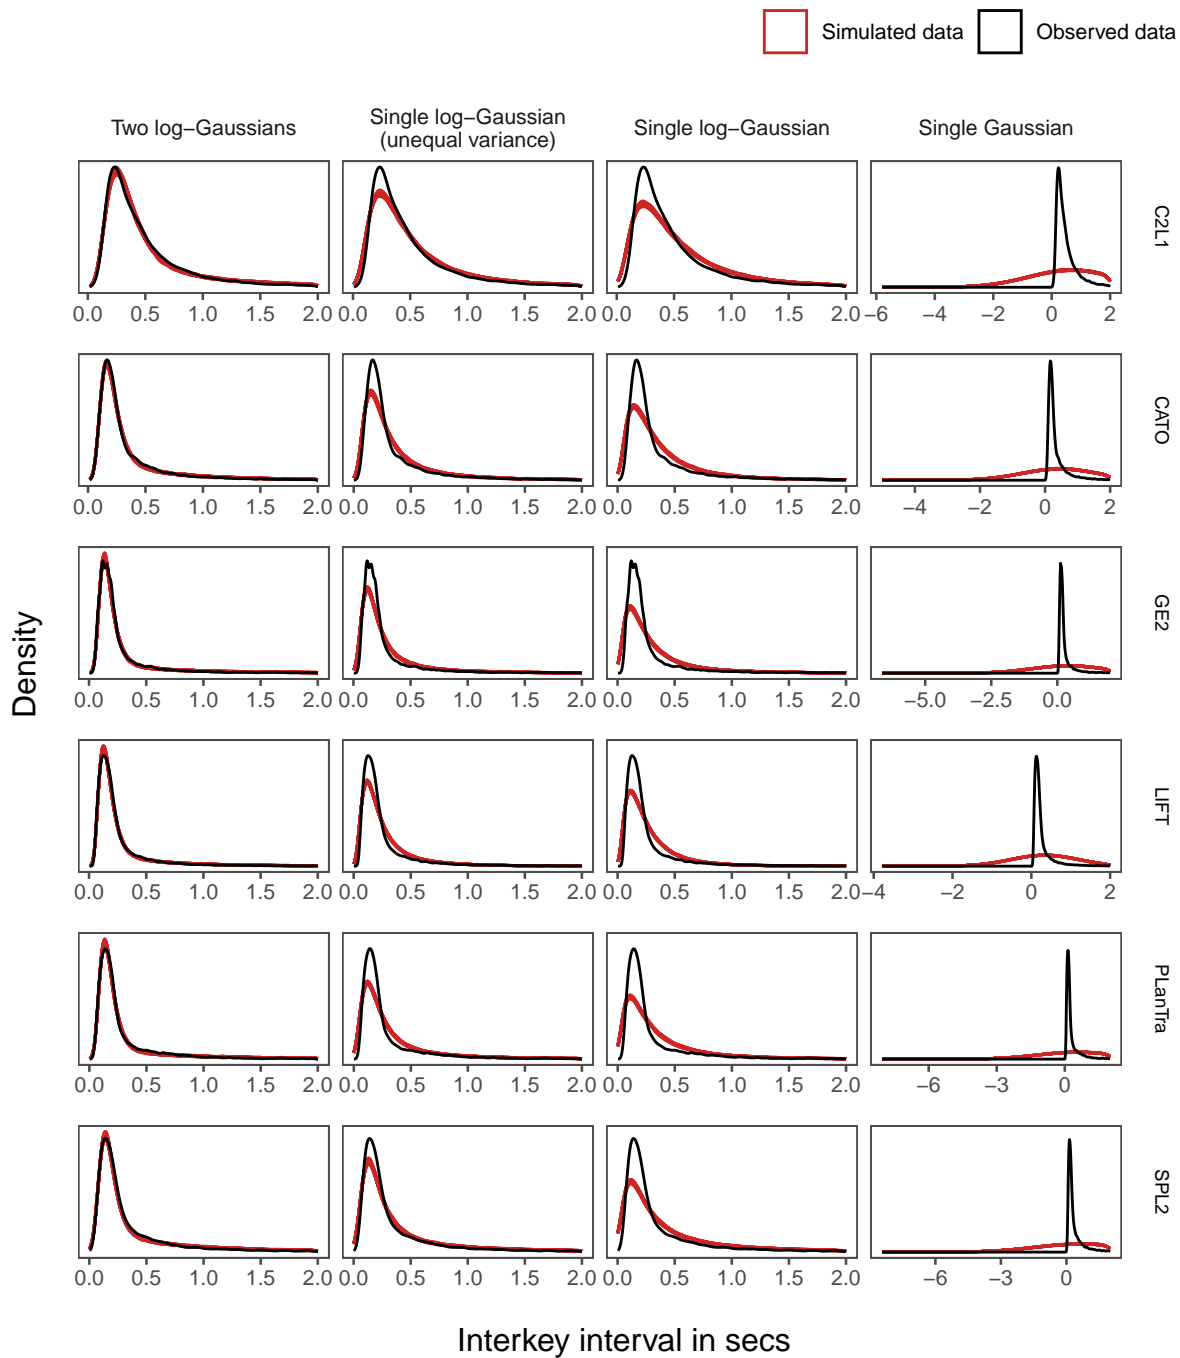 Simulated data Observed data
Two log−Gaussians
Single log−Gaussian
(unequal variance)
Single log−Gaussian
Single Gaussian
C2L1
0.0 0.5 1.0 1.5 2.0 0.0 0.5 1.0 1.5 2.0 0.0 0.5 1.0 1.5 2.0 −6 −4 −2 0 2
CATO
0.0 0.5 1.0 1.5 2.0 0.0 0.5 1.0 1.5 2.0 0.0 0.5 1.0 1.5 2.0 −4 −2 0 2
GE2
0.0 0.5 1.0 1.5 2.0 0.0 0.5 1.0 1.5 2.0 0.0 0.5 1.0 1.5 2.0 −5.0 −2.5 0.0
Density
LIFT
0.0 0.5 1.0 1.5 2.0 0.0 0.5 1.0 1.5 2.0 0.0 0.5 1.0 1.5 2.0 −4 −2 0 2
PLanTra
0.0 0.5 1.0 1.5 2.0 0.0 0.5 1.0 1.5 2.0 0.0 0.5 1.0 1.5 2.0 −6 −3 0
SPL2
0.0 0.5 1.0 1.5 2.0 0.0 0.5 1.0 1.5 2.0 0.0 0.5 1.0 1.5 2.0 −6 −3 0
Interkey interval in secs